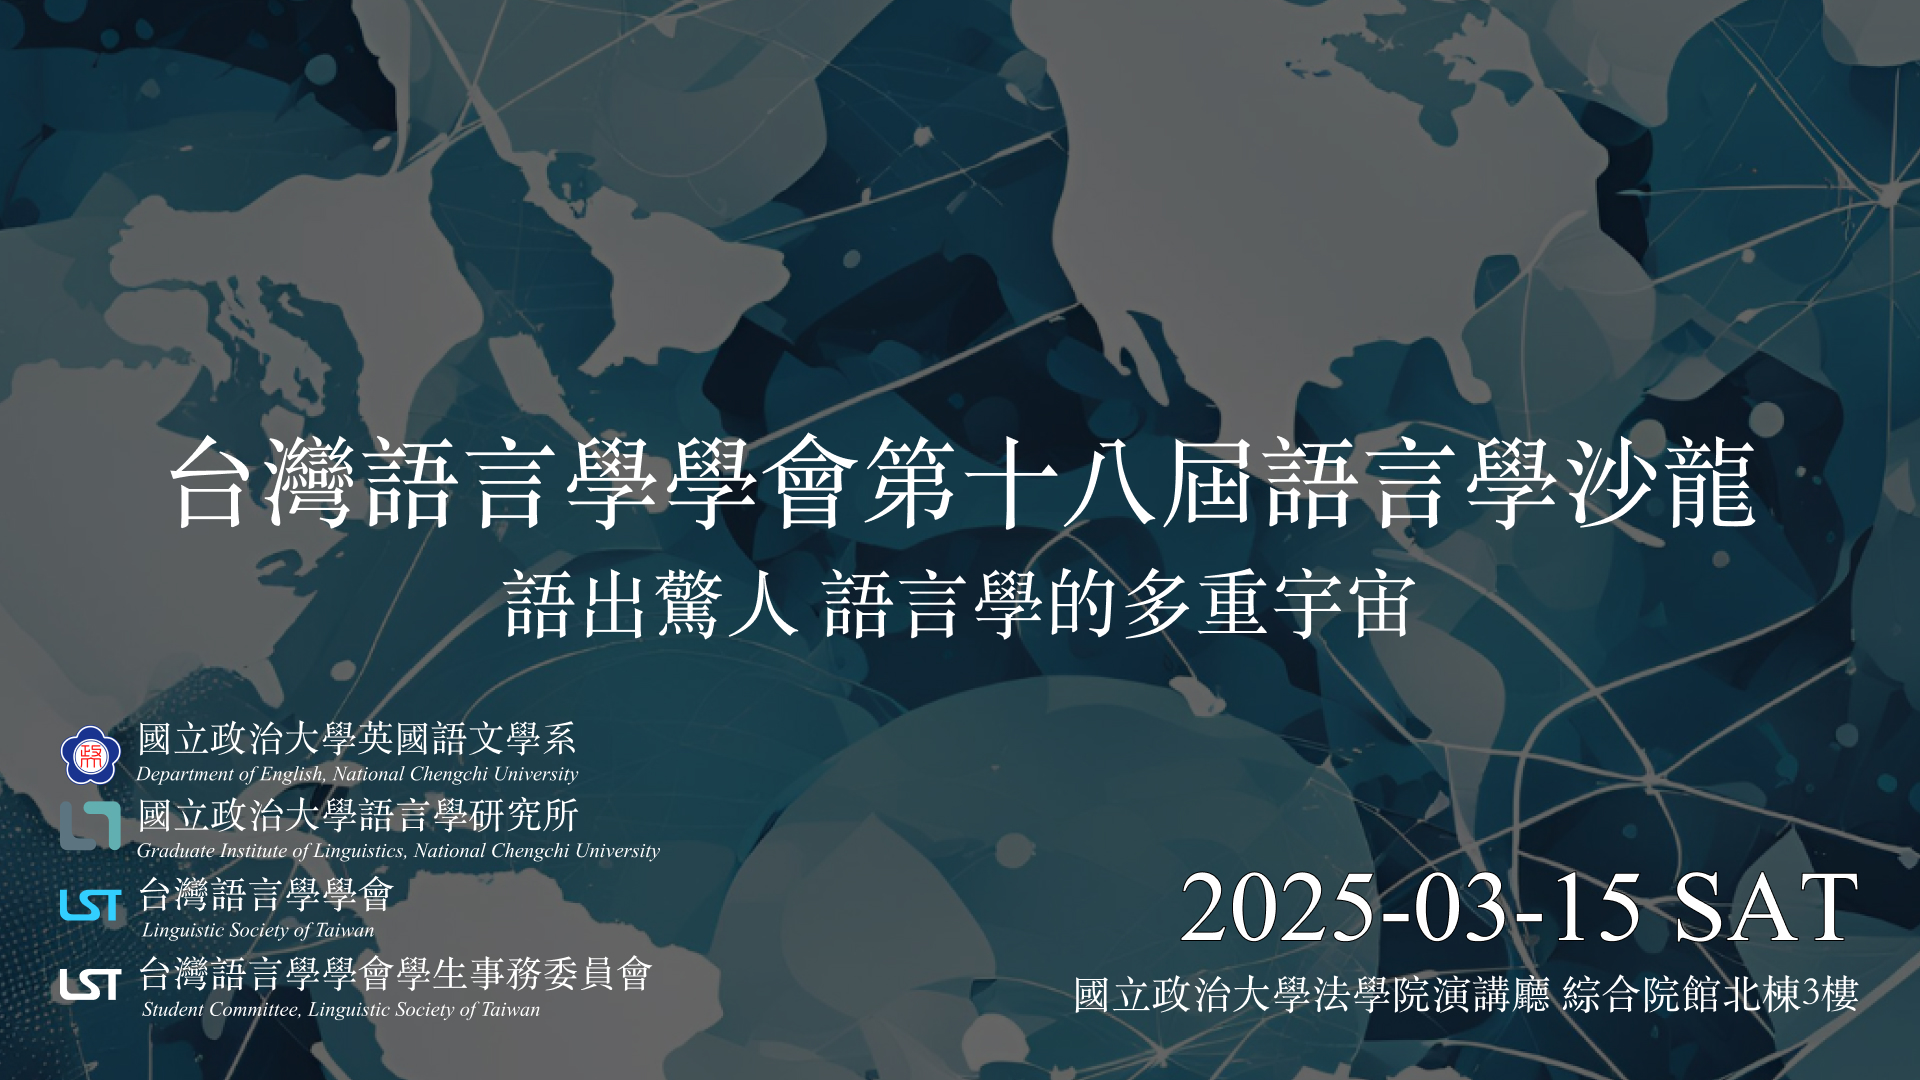 台灣語言學學會第十八屆語言學沙龍
語出驚人 語言學的多重宇宙
政
國立政治大學英國語文學系
Department of English, National Chengchi University
國立政治大學語言學研究所
Graduate Institute of Linguistics, National Chengchi University
LST 台灣語言學學會
Linguistic Society of Taiwan
LST 台灣語言學學會學生事務委員會
Student Committee, Linguistic Society of Taiwan
2025-03-15 SAT
國立政治大學法學院演講廳 綜合院館北棟3樓